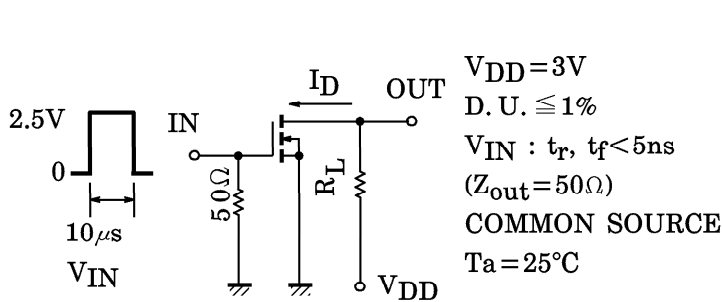 2.5V
0
10μs
VIN
IN
50Ω
ID
OUT
RL
VDD
VDD=3V
D. U. ≦1%
VIN : tr, tf<5ns
(Zout=50Ω)
COMMON SOURCE
Ta=25°C